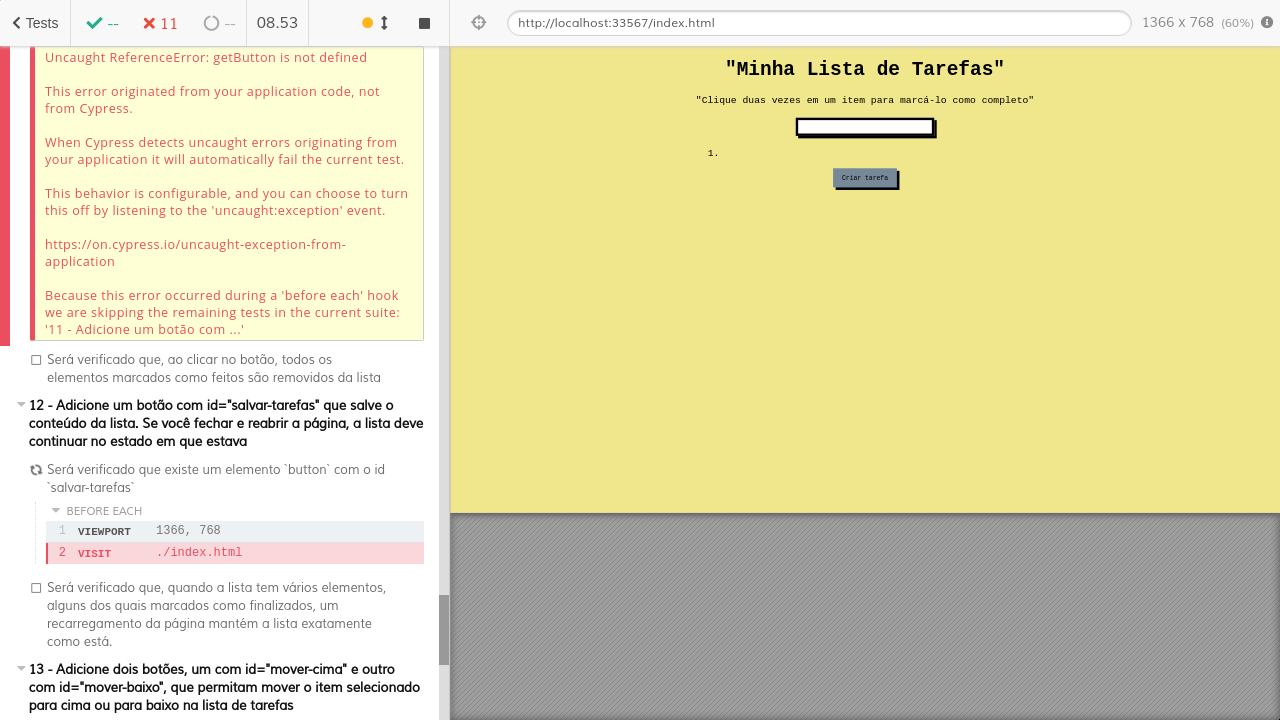 Tests
--
11
--
08.53
http://localhost:33567/index.html
1366 x 768 (60%)
Uncaught ReferenceError: getButton is not defined
This error originated from your application code, not
from Cypress.
When Cypress detects uncaught errors originating from
your application it will automatically fail the current test.
This behavior is configurable, and you can choose to turn
this off by listening to the 'uncaught:exception' event.
https://on.cypress.io/uncaught-exception-from-
application
Because this error occurred during a 'before each' hook
we are skipping the remaining tests in the current suite:
'11 - Adicione um botão com ...'
Será verificado que, ao clicar no botão, todos os
elementos marcados como feitos são removidos da lista
12 - Adicione um botão com id="salvar-tarefas" que salve o
conteúdo da lista. Se você fechar e reabrir a página, a lista deve
continuar no estado em que estava
Será verificado que existe um elemento `button` com o id
`salvar-tarefas`
BEFORE EACH
1 VIEWPORT 1366, 768
2 VISIT ./index.html
Será verificado que, quando a lista tem vários elementos,
alguns dos quais marcados como finalizados, um
recarregamento da página mantém a lista exatamente
como está.
13 - Adicione dois botões, um com id="mover-cima" e outro
com id="mover-baixo", que permitam mover o item selecionado
para cima ou para baixo na lista de tarefas
"Minha Lista de Tarefas"
"Clique duas vezes em um item para marcá-lo como completo"
1.
Criar tarefa